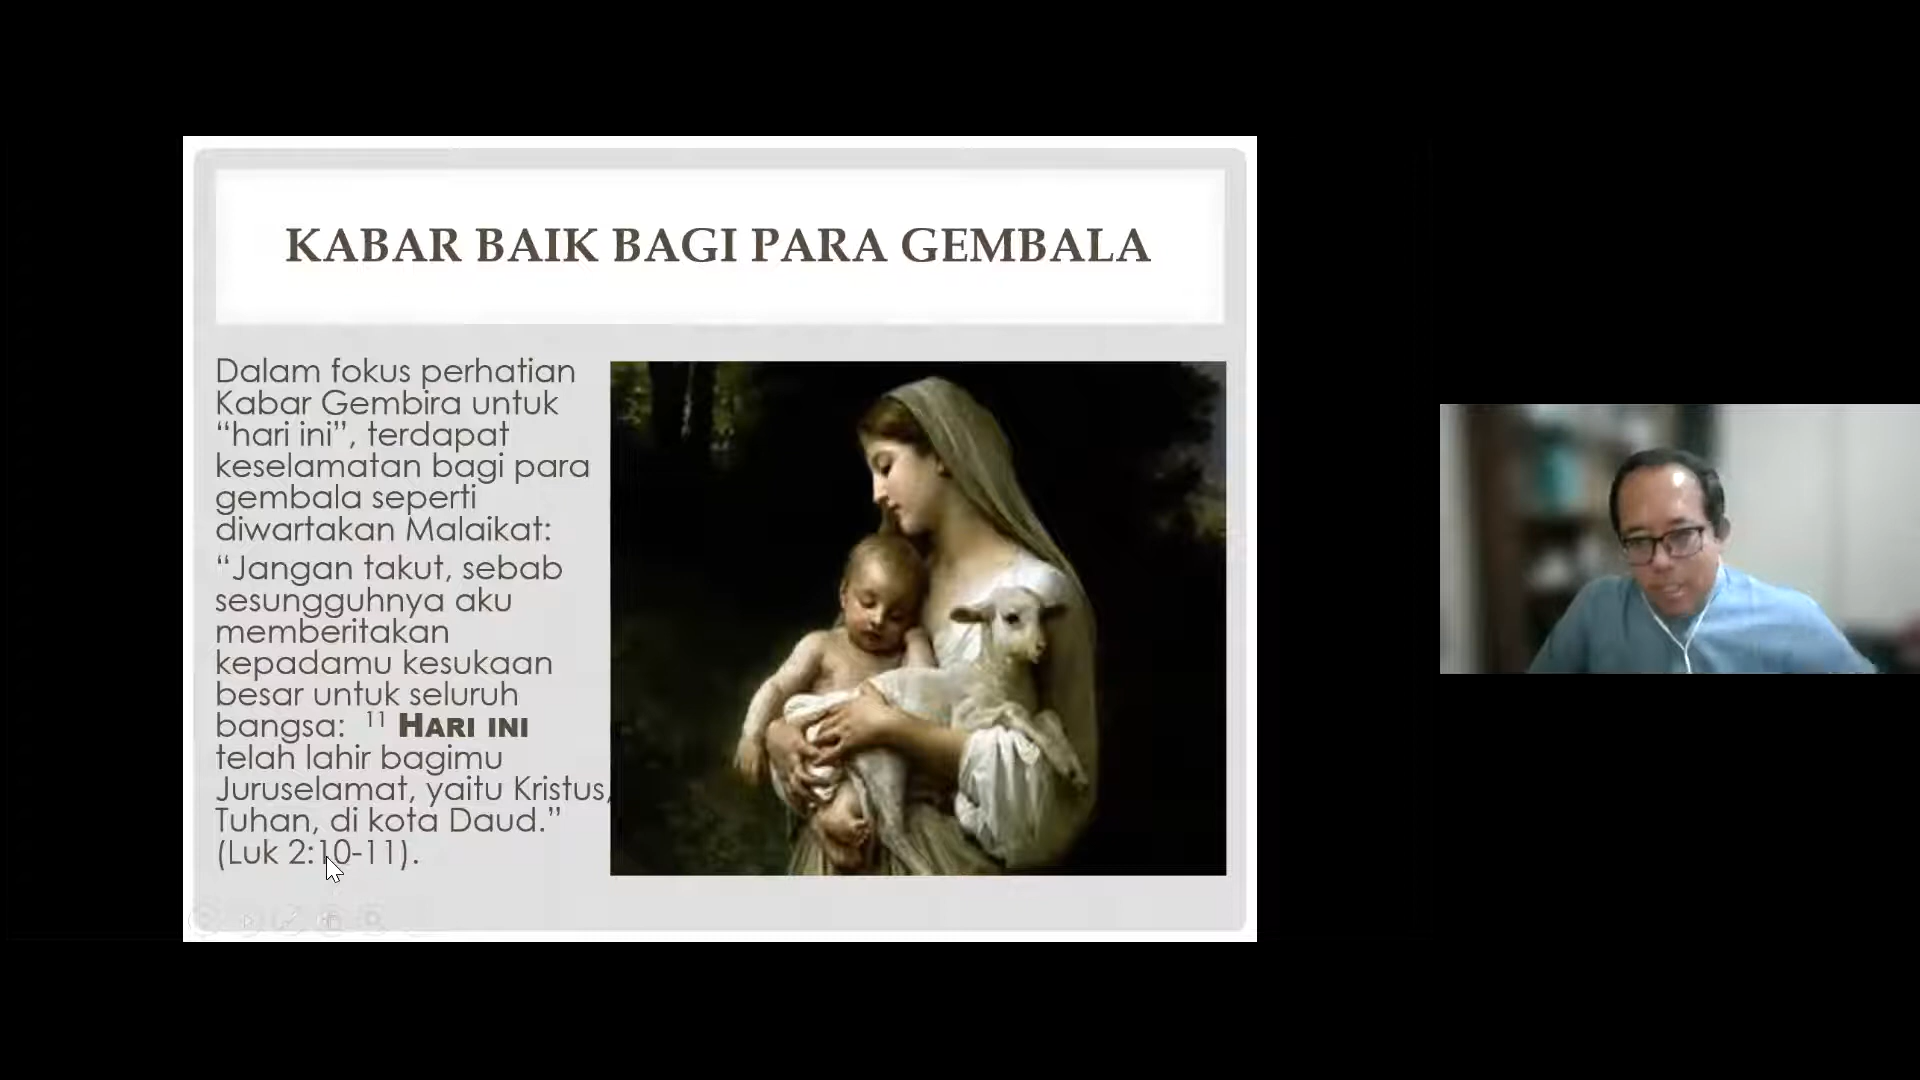 KABAR BAIK BAGI PARA GEMBALA
Dalam fokus perhatian
Kabar Gembira untuk
“hari ini”, terdapat
keselamatan bagi para
gembala seperti
diwartakan Malaikat:
“Jangan takut, sebab
sesungguhnya aku
memberitakan
kepadamu kesukaan
besar untuk seluruh
bangsa: ¹¹ HARI INI
telah lahir bagimu
Juruselamat, yaitu Kristus,
Tuhan, di kota Daud.”
(Luk 2:10-11).